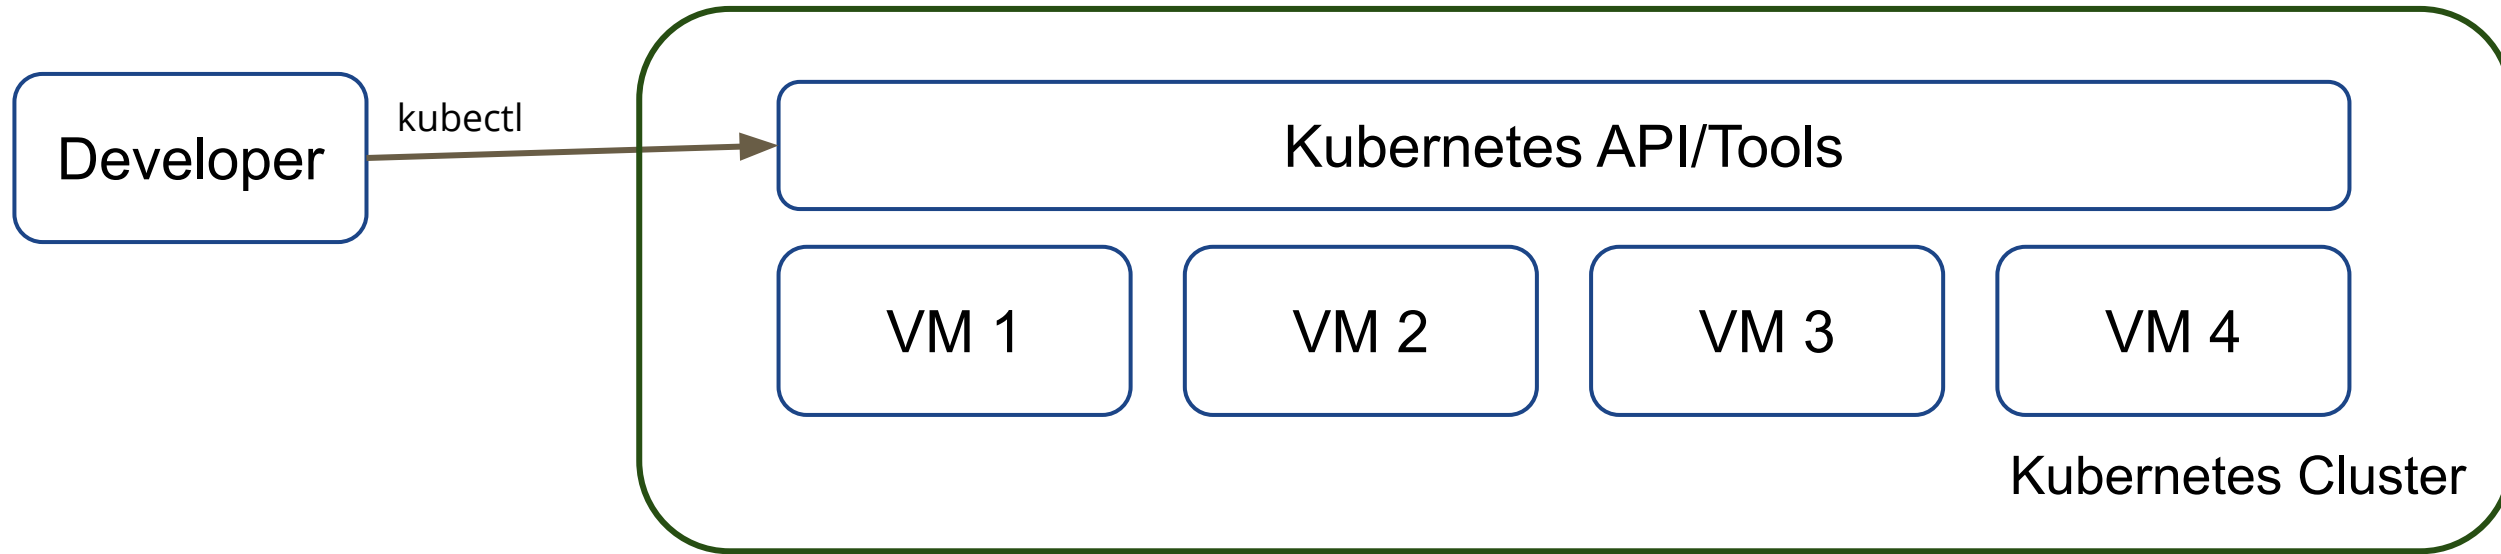 Developer
kubectl
Kubernetes API/Tools
VM 1
VM 2
VM 3
VM 4
Kubernetes Cluster